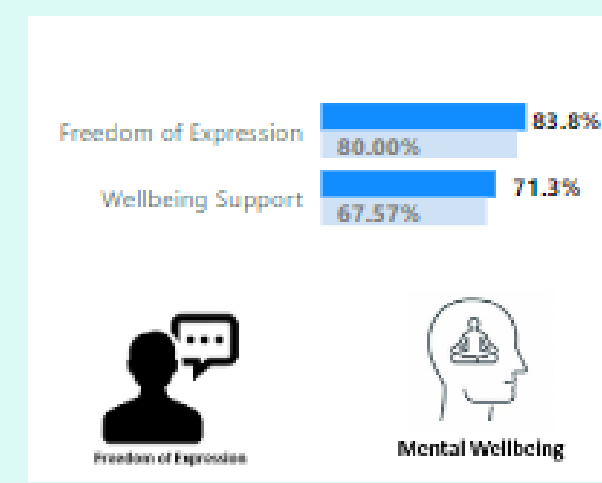 Freedom of Expression
83.8%
80.00%
Wellbeing Support
71.3%
67.57%
Freedom of Expression
Mental Wellbeing